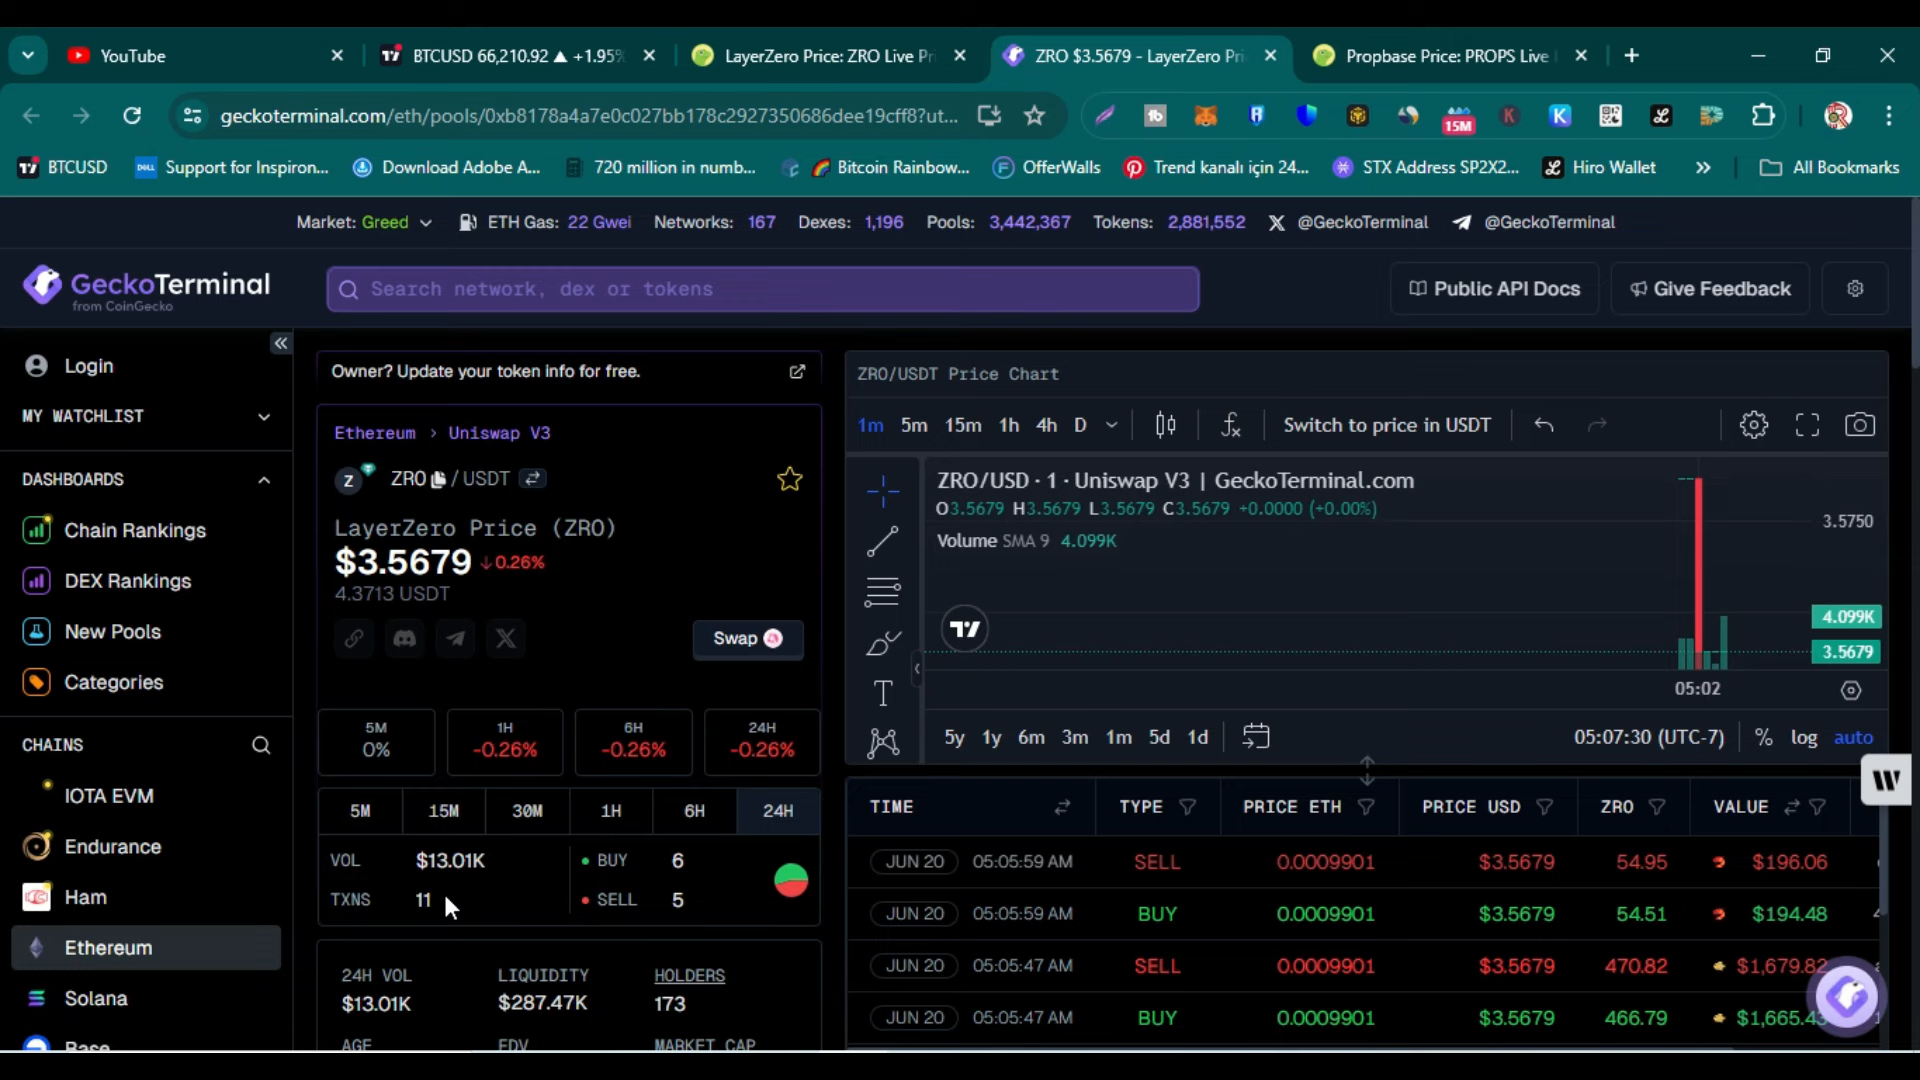 YouTube
BTCUSD 66,210.92 ▲ +1.95%
LayerZero Price: ZRO Live Pr
ZRO $3.5679 - LayerZero Pri
Propbase Price: PROPS Live
geckoterminal.com/eth/pools/0xb8178a4a7e0c027bb178c2927350686dee19cff8?ut...
15M
BTCUSD
Support for Inspiron...
Download Adobe A...
720 million in numb...
Bitcoin Rainbow...
OfferWalls
Trend kanalı için 24...
STX Address SP2X2...
Hiro Wallet
All Bookmarks
Market: Greed
ETH Gas: 22 Gwei
Networks: 167
Dexes: 1,196
Pools: 3,442,367
Tokens: 2,881,552
@GeckoTerminal
@GeckoTerminal
GeckoTerminal
from CoinGecko
Search network, dex or tokens
Public API Docs
Give Feedback
Login
MY WATCHLIST
DASHBOARDS
Chain Rankings
DEX Rankings
New Pools
Categories
CHAINS
IOTA EVM
Endurance
Ham
Ethereum
Solana
Base
Owner? Update your token info for free.
Ethereum > Uniswap V3
Z
ZRO / USDT
LayerZero Price (ZRO)
$3.5679 ↓0.26%
4.3713 USDT
Swap
5M 1H 6H 24H
0% -0.26% -0.26% -0.26%
5M 15M 30M 1H 6H 24H
VOL $13.01K BUY 6
TXNS 11 SELL 5
24H VOL LIQUIDITY HOLDERS
$13.01K $287.47K 173
AGE FDV MARKET CAP
ZRO/USDT Price Chart
1m 5m 15m 1h 4h D
Switch to price in USDT
ZRO/USD · 1 · Uniswap V3 | GeckoTerminal.com
O3.5679 H3.5679 L3.5679 C3.5679 +0.0000 (+0.00%)
Volume SMA 9 4.099K
3.5750
4.099K
3.5679
05:02
5y 1y 6m 3m 1m 5d 1d
05:07:30 (UTC-7) % log auto
TIME TYPE PRICE ETH PRICE USD ZRO VALUE
JUN 20 05:05:59 AM SELL 0.0009901 $3.5679 54.95 $196.06
JUN 20 05:05:59 AM BUY 0.0009901 $3.5679 54.51 $194.48
JUN 20 05:05:47 AM SELL 0.0009901 $3.5679 470.82 $1,679.82
JUN 20 05:05:47 AM BUY 0.0009901 $3.5679 466.79 $1,665.43